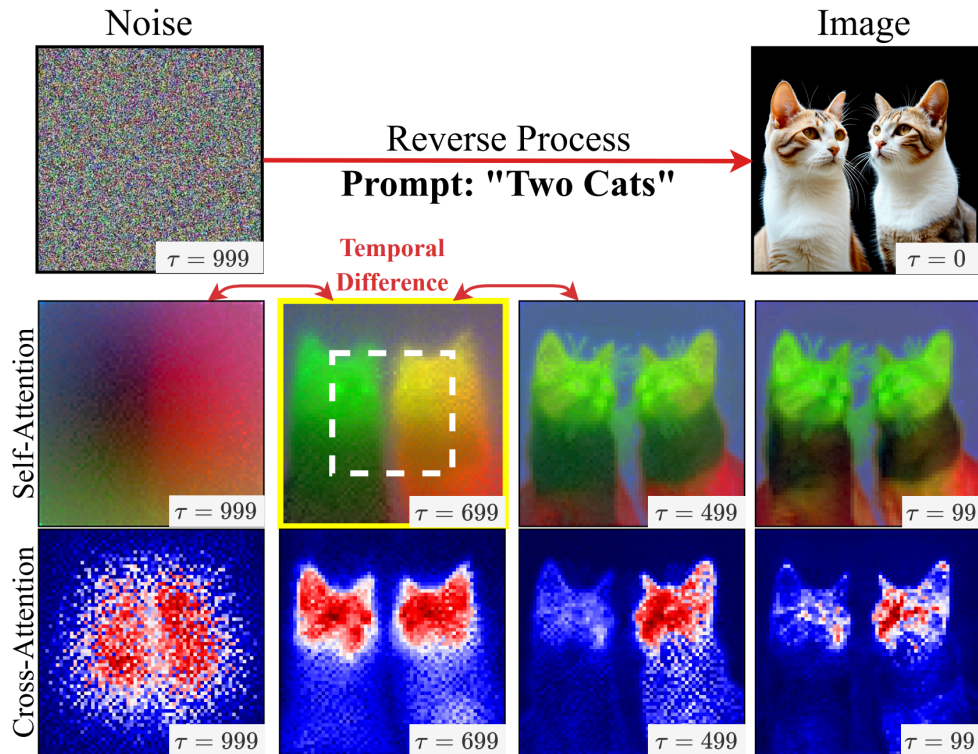 Noise
Image
Reverse Process
Prompt: "Two Cats"
τ = 999
τ = 0
Temporal
Difference
Self-Attention
τ = 999
τ = 699
τ = 499
τ = 99
Cross-Attention
τ = 999
τ = 699
τ = 499
τ = 99